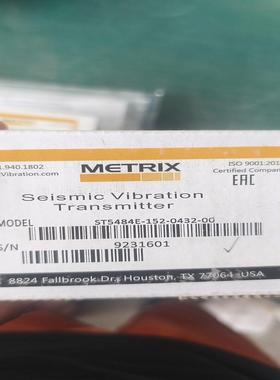 .940.1802
Vibration.com
METRIX
ISO 9001:201
Certified Compan
EAC
Seismic Vibration
Transmitter
MODEL ST5484E-152-0432-00
S/N 9231601
8824 Fallbrook Dr., Houston, TX 77064 USA